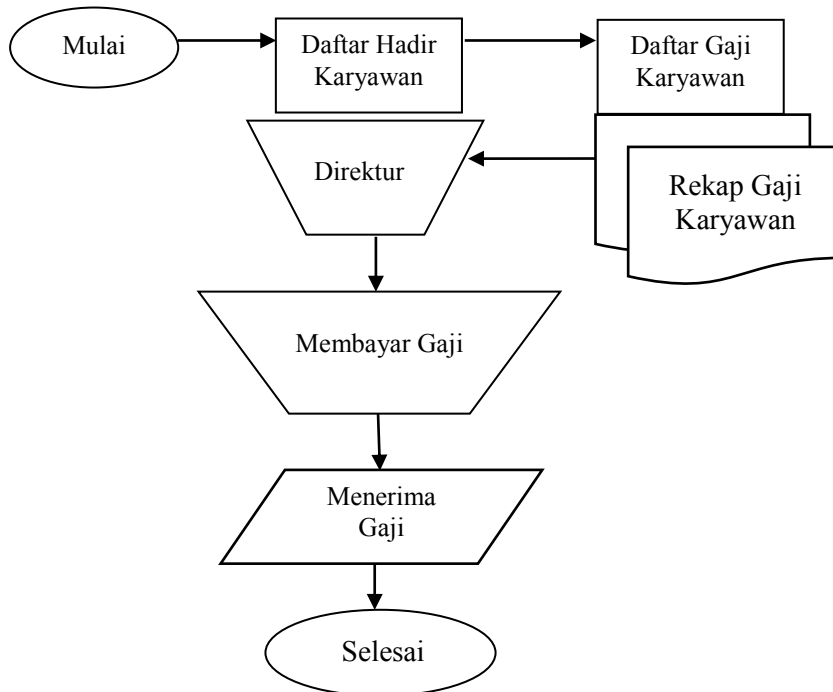 Mulai
Daftar Hadir
Karyawan
Daftar Gaji
Karyawan
Direktur
Rekap Gaji
Karyawan
Membayar Gaji
Menerima
Gaji
Selesai